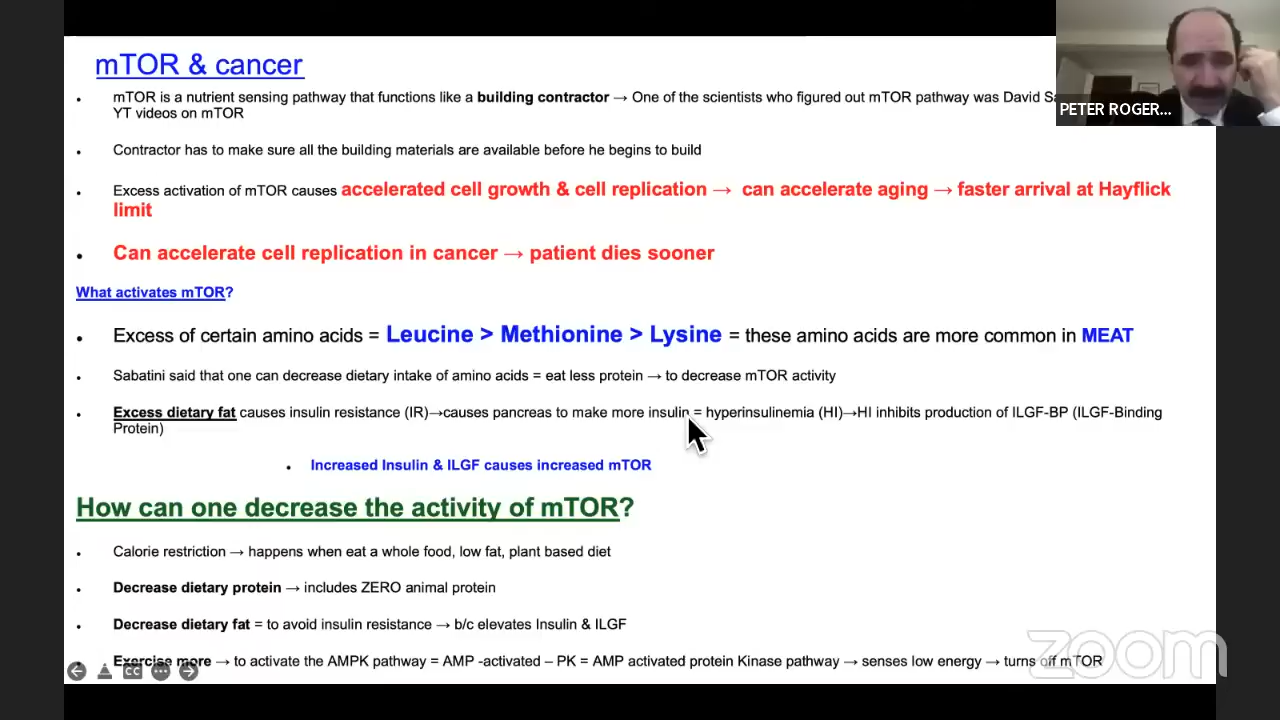 mTOR & cancer
PETER ROGER...
• mTOR is a nutrient sensing pathway that functions like a building contractor → One of the scientists who figured out mTOR pathway was David
YT videos on mTOR
• Contractor has to make sure all the building materials are available before he begins to build
• Excess activation of mTOR causes accelerated cell growth & cell replication → can accelerate aging → faster arrival at Hayflick
limit
• Can accelerate cell replication in cancer → patient dies sooner
What activates mTOR?
• Excess of certain amino acids = Leucine > Methionine > Lysine = these amino acids are more common in MEAT
• Sabatini said that one can decrease dietary intake of amino acids = eat less protein → to decrease mTOR activity
• Excess dietary fat causes insulin resistance (IR)→causes pancreas to make more insulin = hyperinsulinemia (HI)→HI inhibits production of ILGF-BP (ILGF-Binding
Protein)
• Increased Insulin & ILGF causes increased mTOR
How can one decrease the activity of mTOR?
• Calorie restriction → happens when eat a whole food, low fat, plant based diet
• Decrease dietary protein → includes ZERO animal protein
• Decrease dietary fat = to avoid insulin resistance → b/c elevates Insulin & ILGF
• Exercise more → to activate the AMPK pathway = AMP -activated – PK = AMP activated protein Kinase pathway → senses low energy → turns off mTOR
CC
zoom